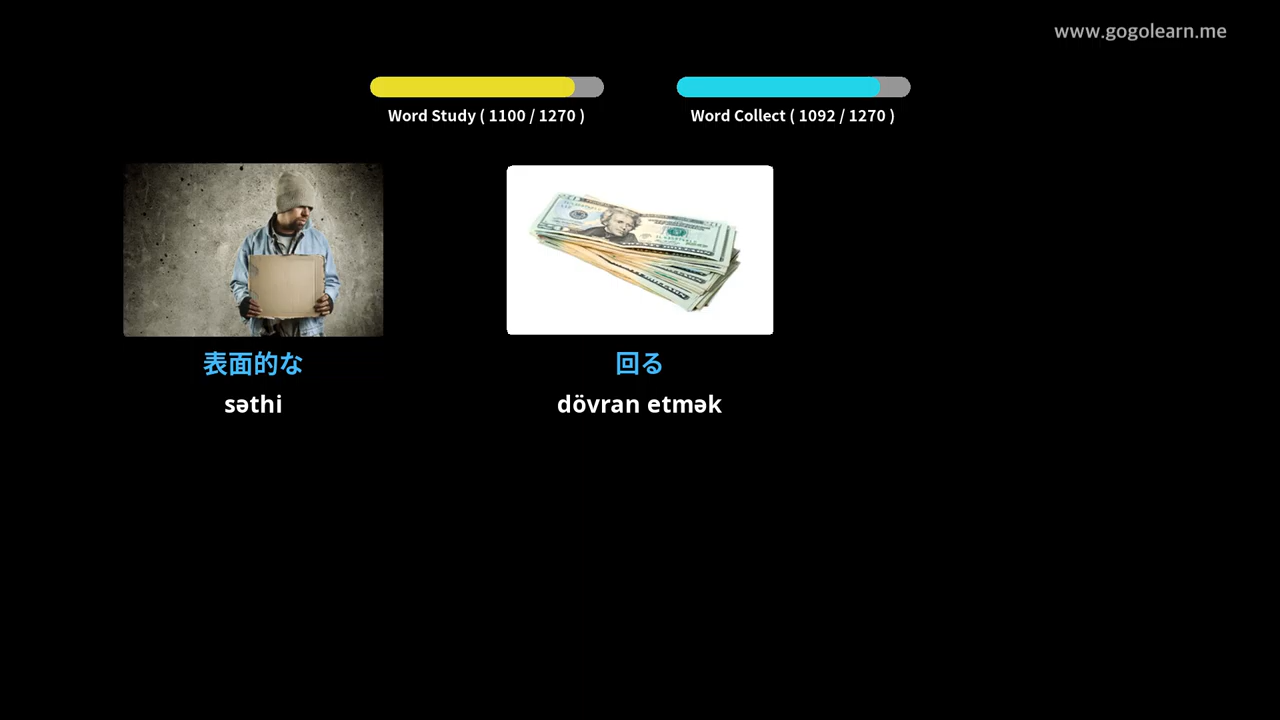 www.gogolearn.me
Word Study ( 1100 / 1270 )
Word Collect ( 1092 / 1270 )
表面的な
səthi
回る
dövran etmək